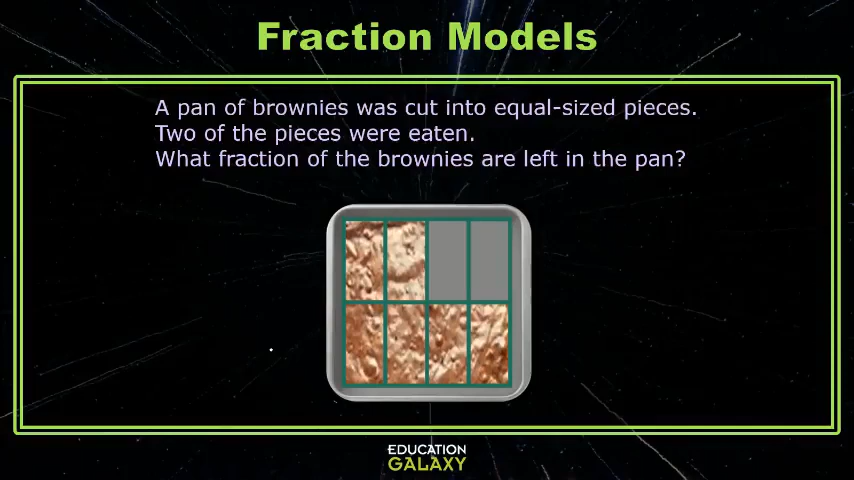 Fraction Models
A pan of brownies was cut into equal-sized pieces.
Two of the pieces were eaten.
What fraction of the brownies are left in the pan?
EDUCATION
GALAXY